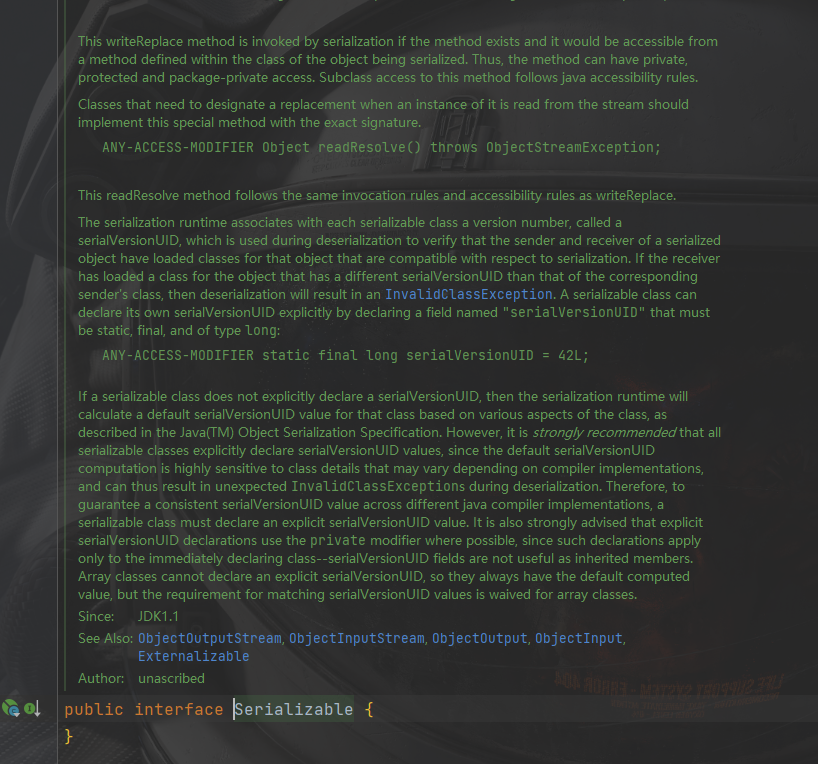 This writeReplace method is invoked by serialization if the method exists and it would be accessible from
a method defined within the class of the object being serialized. Thus, the method can have private,
protected and package-private access. Subclass access to this method follows java accessibility rules.
Classes that need to designate a replacement when an instance of it is read from the stream should
implement this special method with the exact signature.
ANY-ACCESS-MODIFIER Object readResolve() throws ObjectStreamException;
This readResolve method follows the same invocation rules and accessibility rules as writeReplace.
The serialization runtime associates with each serializable class a version number, called a
serialVersionUID, which is used during deserialization to verify that the sender and receiver of a serialized
object have loaded classes for that object that are compatible with respect to serialization. If the receiver
has loaded a class for the object that has a different serialVersionUID than that of the corresponding
sender's class, then deserialization will result in an InvalidClassException. A serializable class can
declare its own serialVersionUID explicitly by declaring a field named "serialVersionUID" that must
be static, final, and of type long:
ANY-ACCESS-MODIFIER static final long serialVersionUID = 42L;
If a serializable class does not explicitly declare a serialVersionUID, then the serialization runtime will
calculate a default serialVersionUID value for that class based on various aspects of the class, as
described in the Java(TM) Object Serialization Specification. However, it is strongly recommended that all
serializable classes explicitly declare serialVersionUID values, since the default serialVersionUID
computation is highly sensitive to class details that may vary depending on compiler implementations,
and can thus result in unexpected InvalidClassExceptions during deserialization. Therefore, to
guarantee a consistent serialVersionUID value across different java compiler implementations, a
serializable class must declare an explicit serialVersionUID value. It is also strongly advised that explicit
serialVersionUID declarations use the private modifier where possible, since such declarations apply
only to the immediately declaring class--serialVersionUID fields are not useful as inherited members.
Array classes cannot declare an explicit serialVersionUID, so they always have the default computed
value, but the requirement for matching serialVersionUID values is waived for array classes.
Since: JDK1.1
See Also: ObjectOutputStream, ObjectInputStream, ObjectOutput, ObjectInput,
Externalizable
Author: unascribed
public interface Serializable {
}